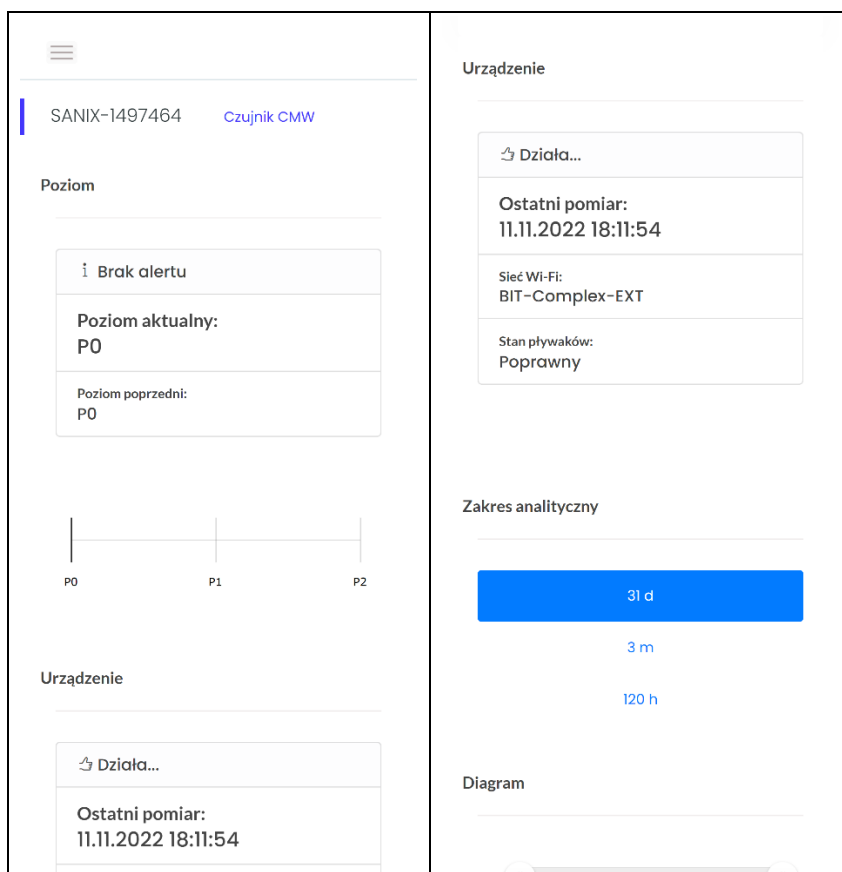 SANIX-1497464 Czujnik CMW
Poziom
Brak alertu
Poziom aktualny:
P0
Poziom poprzedni:
P0
P0 P1 P2
Urządzenie
Działa...
Ostatni pomiar:
11.11.2022 18:11:54
Urządzenie
Działa...
Ostatni pomiar:
11.11.2022 18:11:54
Sieć Wi-Fi:
BIT-Complex-EXT
Stan pływaków:
Poprawny
Zakres analityczny
31 d
3 m
120 h
Diagram